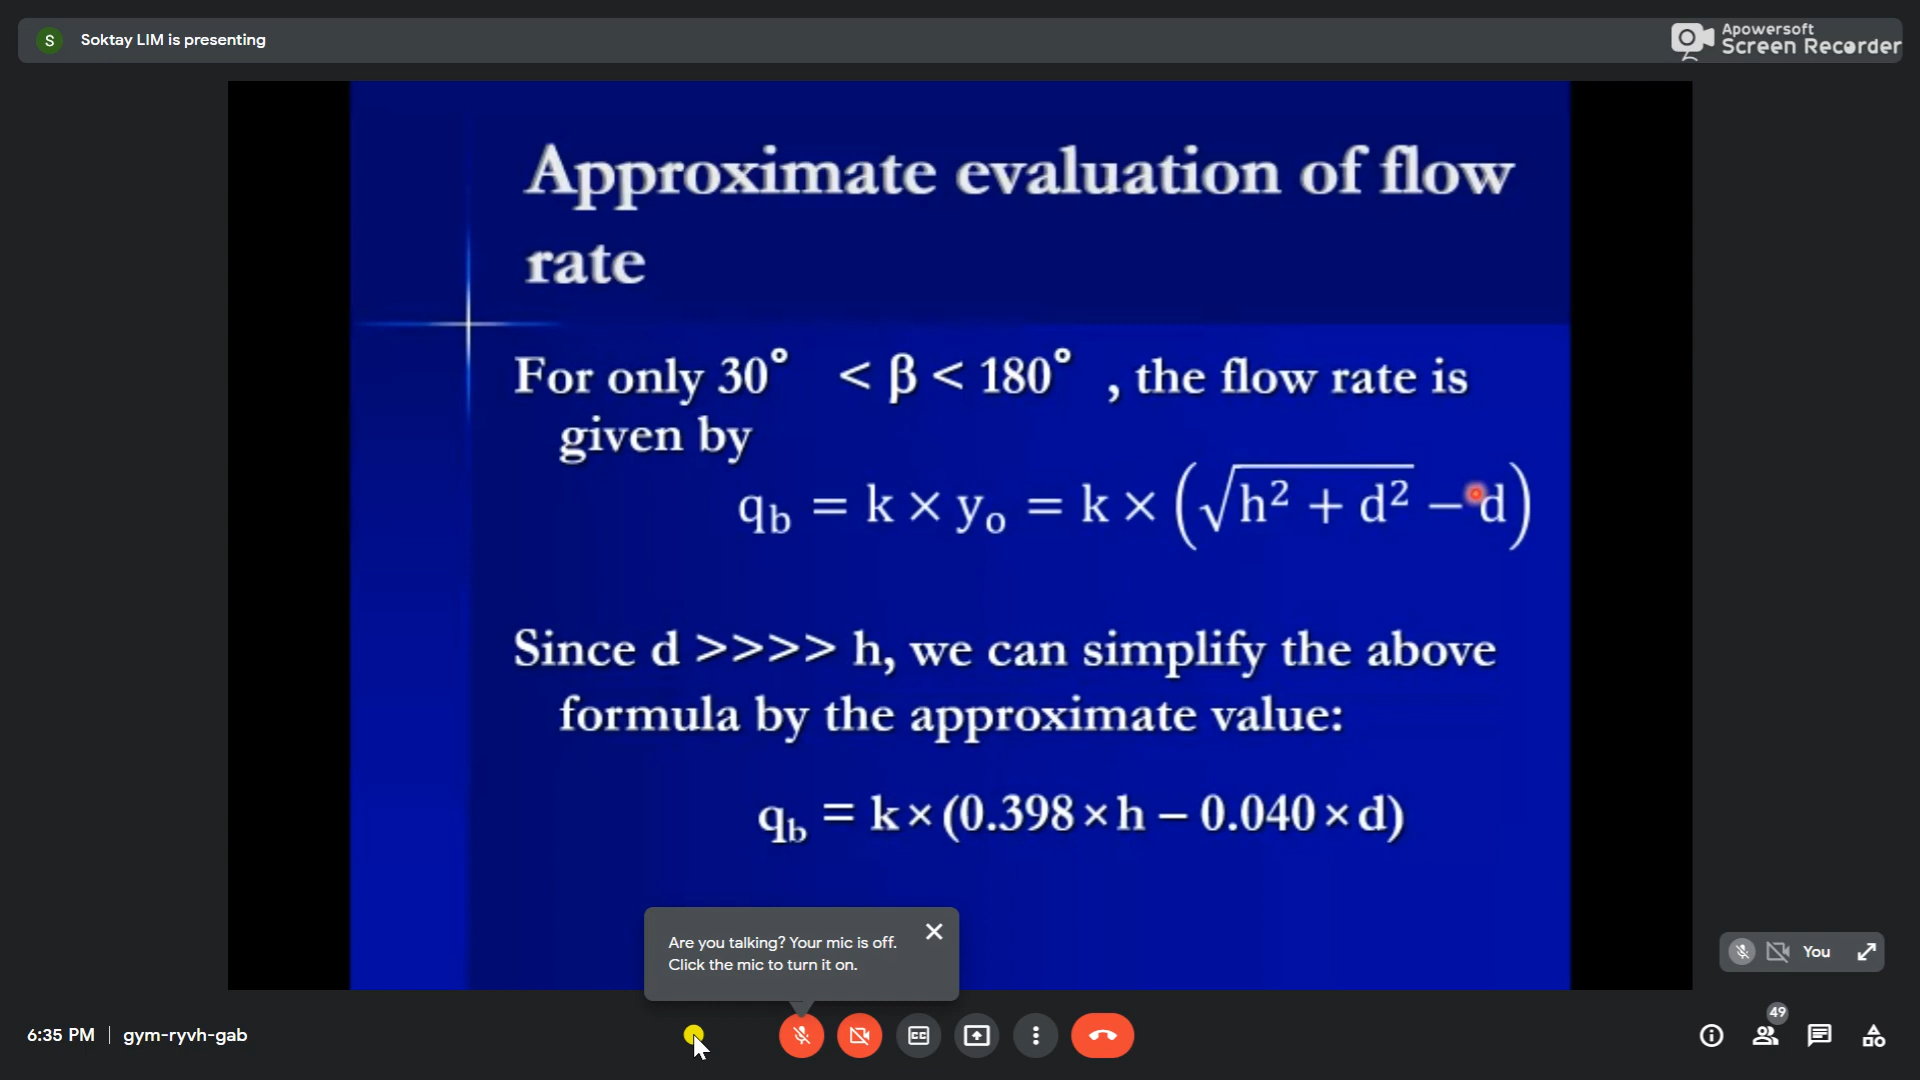 S Soktay LIM is presenting
Apowersoft
Screen Recorder
Approximate evaluation of flow
rate
For only 30° < β < 180° , the flow rate is
given by
q_b = k × y_o = k × (√(h² + d²) − d)
Since d >>>> h, we can simplify the above
formula by the approximate value:
q_b = k × (0.398 × h − 0.040 × d)
Are you talking? Your mic is off.
Click the mic to turn it on.
You
6:35 PM | gym-ryvh-gab
CC
49